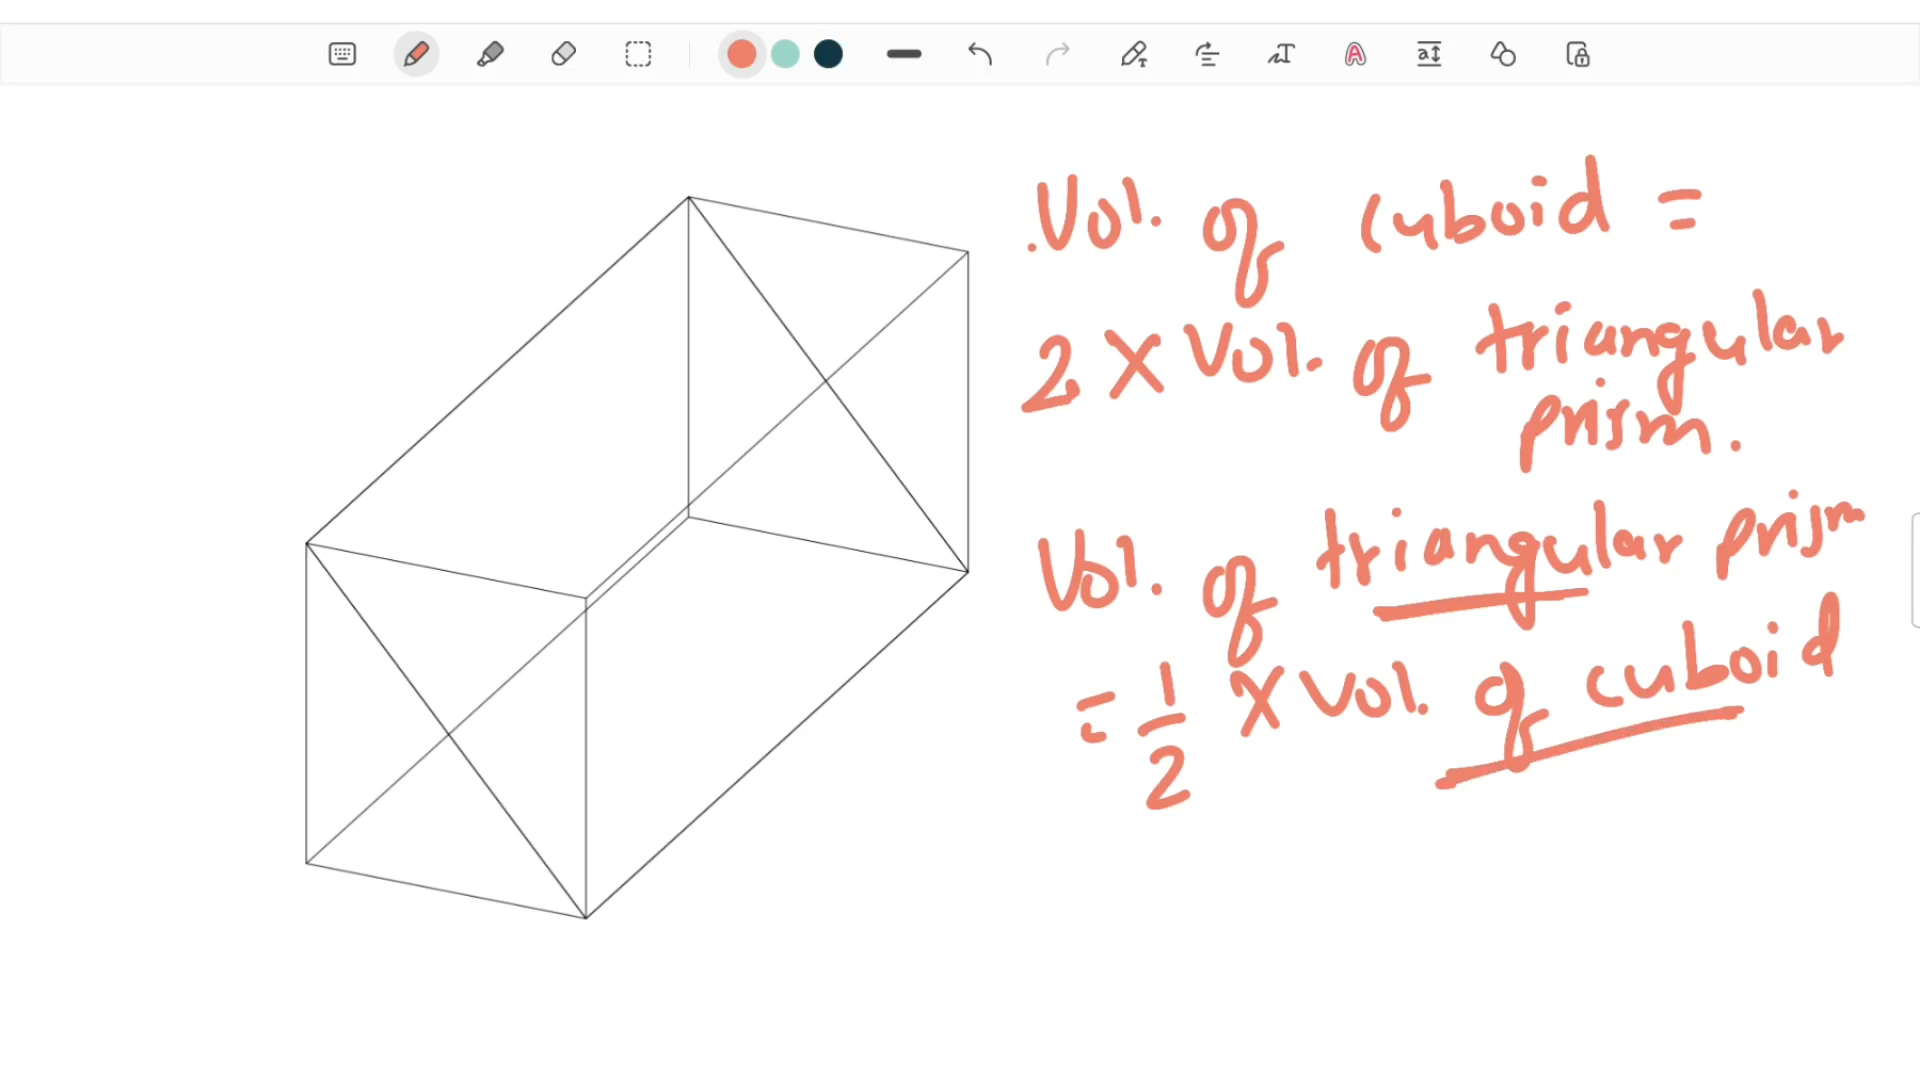 .Vol. of cuboid =
2 X Vol. of triangular
prism.
Vol. of triangular prism
= 1/2 X Vol. of cuboid